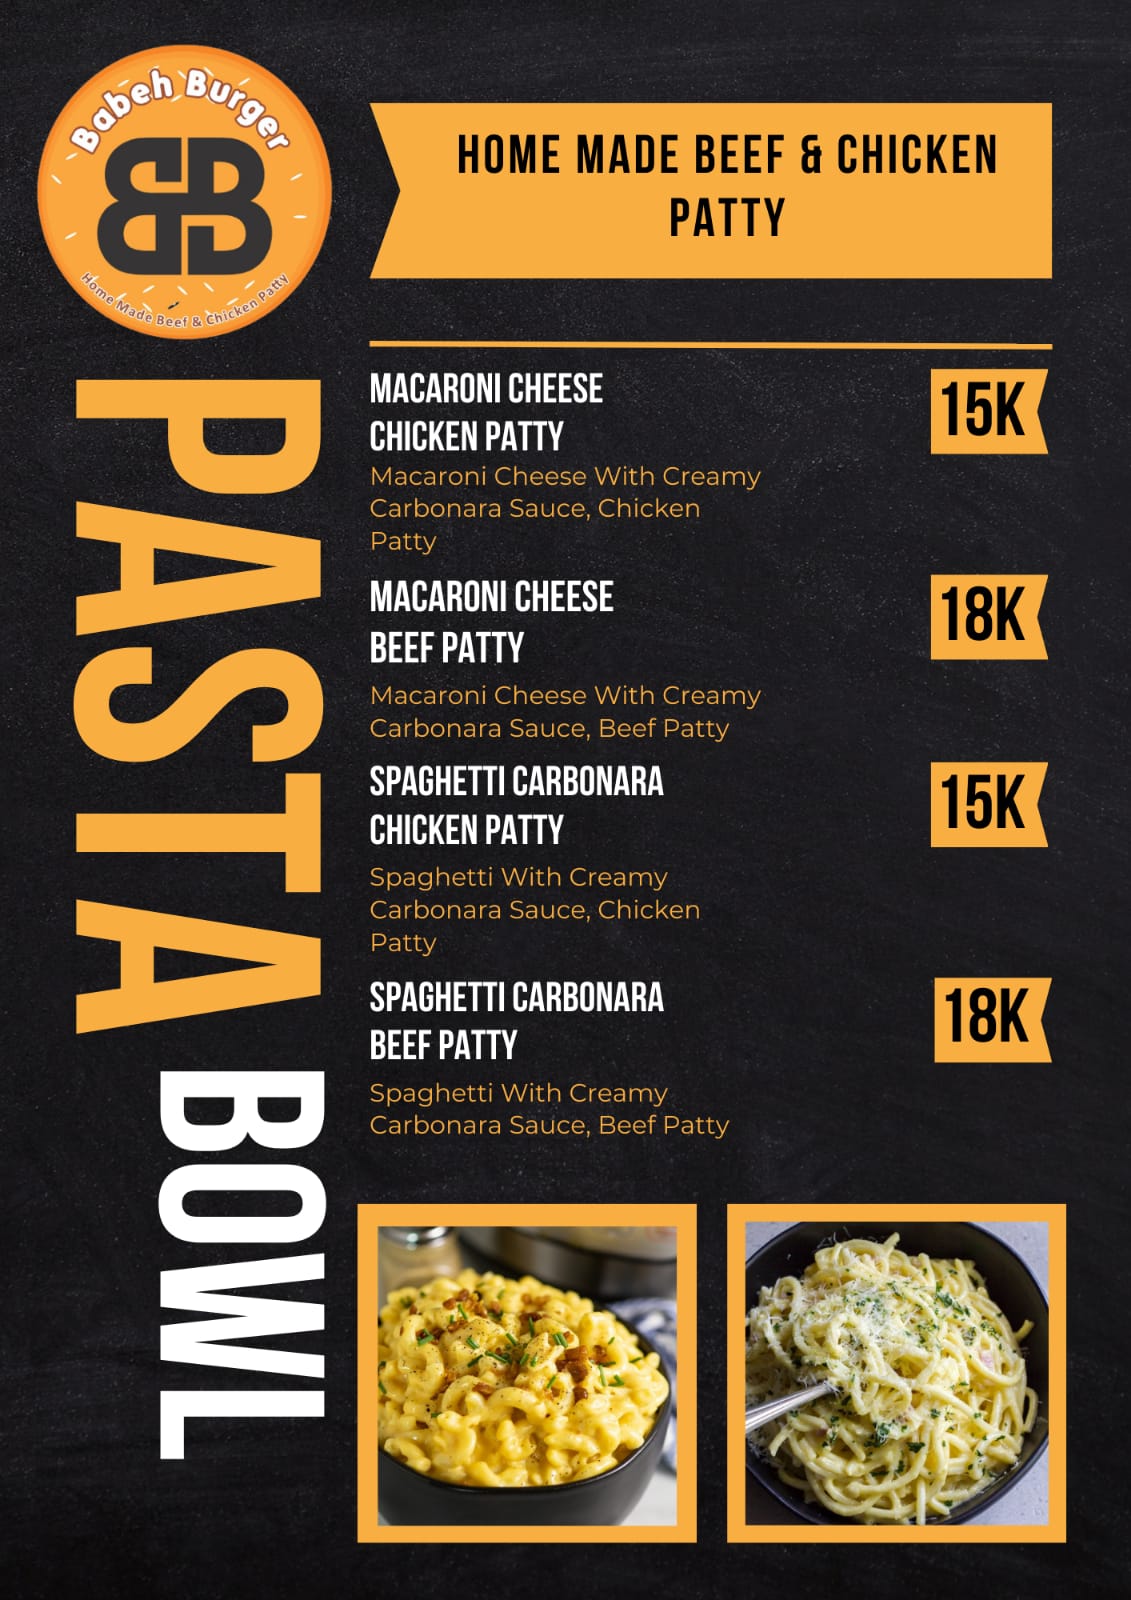 Babeh Burger
BB
Home Made Beef & Chicken Patty
HOME MADE BEEF & CHICKEN
PATTY
PASTA
BOWL
MACARONI CHEESE
CHICKEN PATTY
15K
Macaroni Cheese With Creamy
Carbonara Sauce, Chicken
Patty
MACARONI CHEESE
BEEF PATTY
18K
Macaroni Cheese With Creamy
Carbonara Sauce, Beef Patty
SPAGHETTI CARBONARA
CHICKEN PATTY
15K
Spaghetti With Creamy
Carbonara Sauce, Chicken
Patty
SPAGHETTI CARBONARA
BEEF PATTY
18K
Spaghetti With Creamy
Carbonara Sauce, Beef Patty